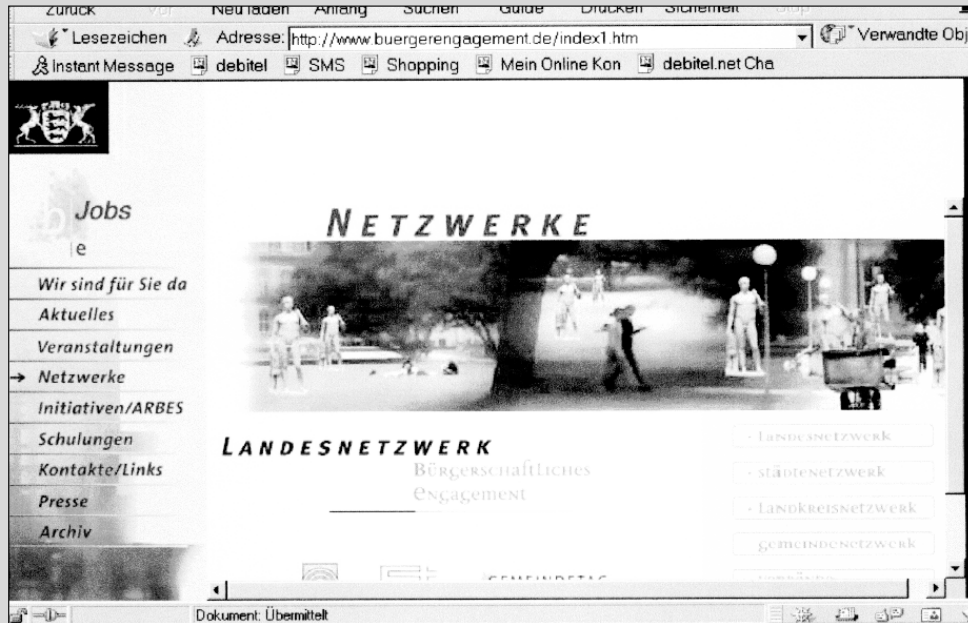 Zurück Vor Neu laden Anfang Suchen Guide Drucken Sicherheit Stop
Lesezeichen Adresse: http://www.buergerengagement.de/index1.htm Verwandte Obj
Instant Message debitel SMS Shopping Mein Online Kon debitel.net Cha
Jobs
e
Wir sind für Sie da
Aktuelles
Veranstaltungen
→ Netzwerke
Initiativen/ARBES
Schulungen
Kontakte/Links
Presse
Archiv
NETZWERKE
LANDESNETZWERK
BÜRGERSCHAFTLICHES
eNGAGEMENT
· LANDESNETZWERK
· STÄDTENETZWERK
· LANDKREISNETZWERK
GEMEINDENETZWERK
GEMEINDETAG
Dokument: Übermittelt